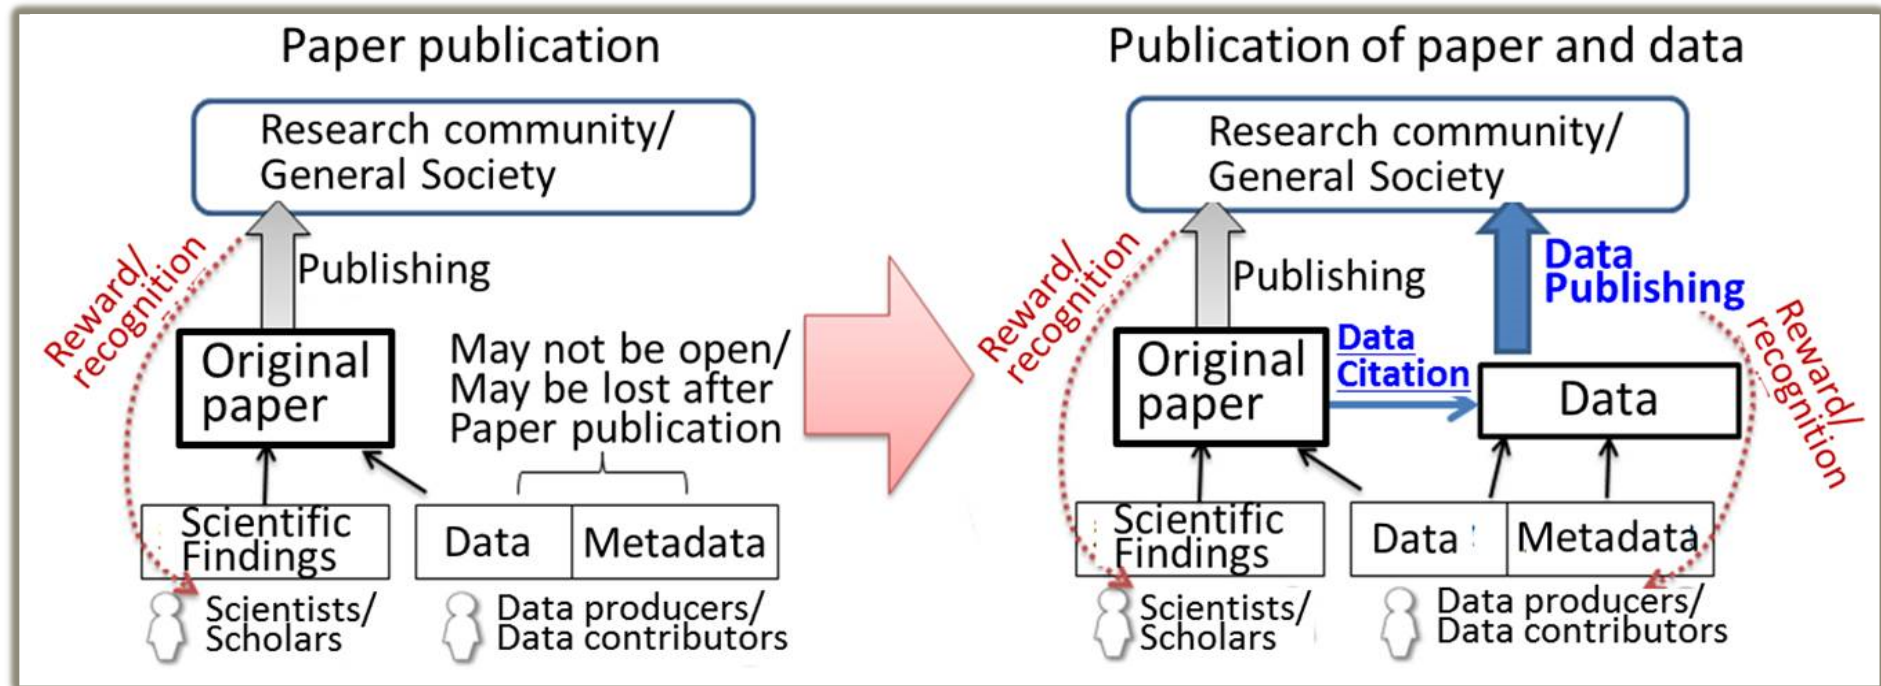 Paper publication
Research community/
General Society
Reward/
recognition
Publishing
Original
paper
May not be open/
May be lost after
Paper publication
Scientific
Findings
Data
Metadata
Scientists/
Scholars
Data producers/
Data contributors
Publication of paper and data
Research community/
General Society
Reward/
recognition
Publishing
Data
Publishing
Reward/
recognition
Original
paper
Data
Citation
Data
Scientific
Findings
Data
Metadata
Scientists/
Scholars
Data producers/
Data contributors